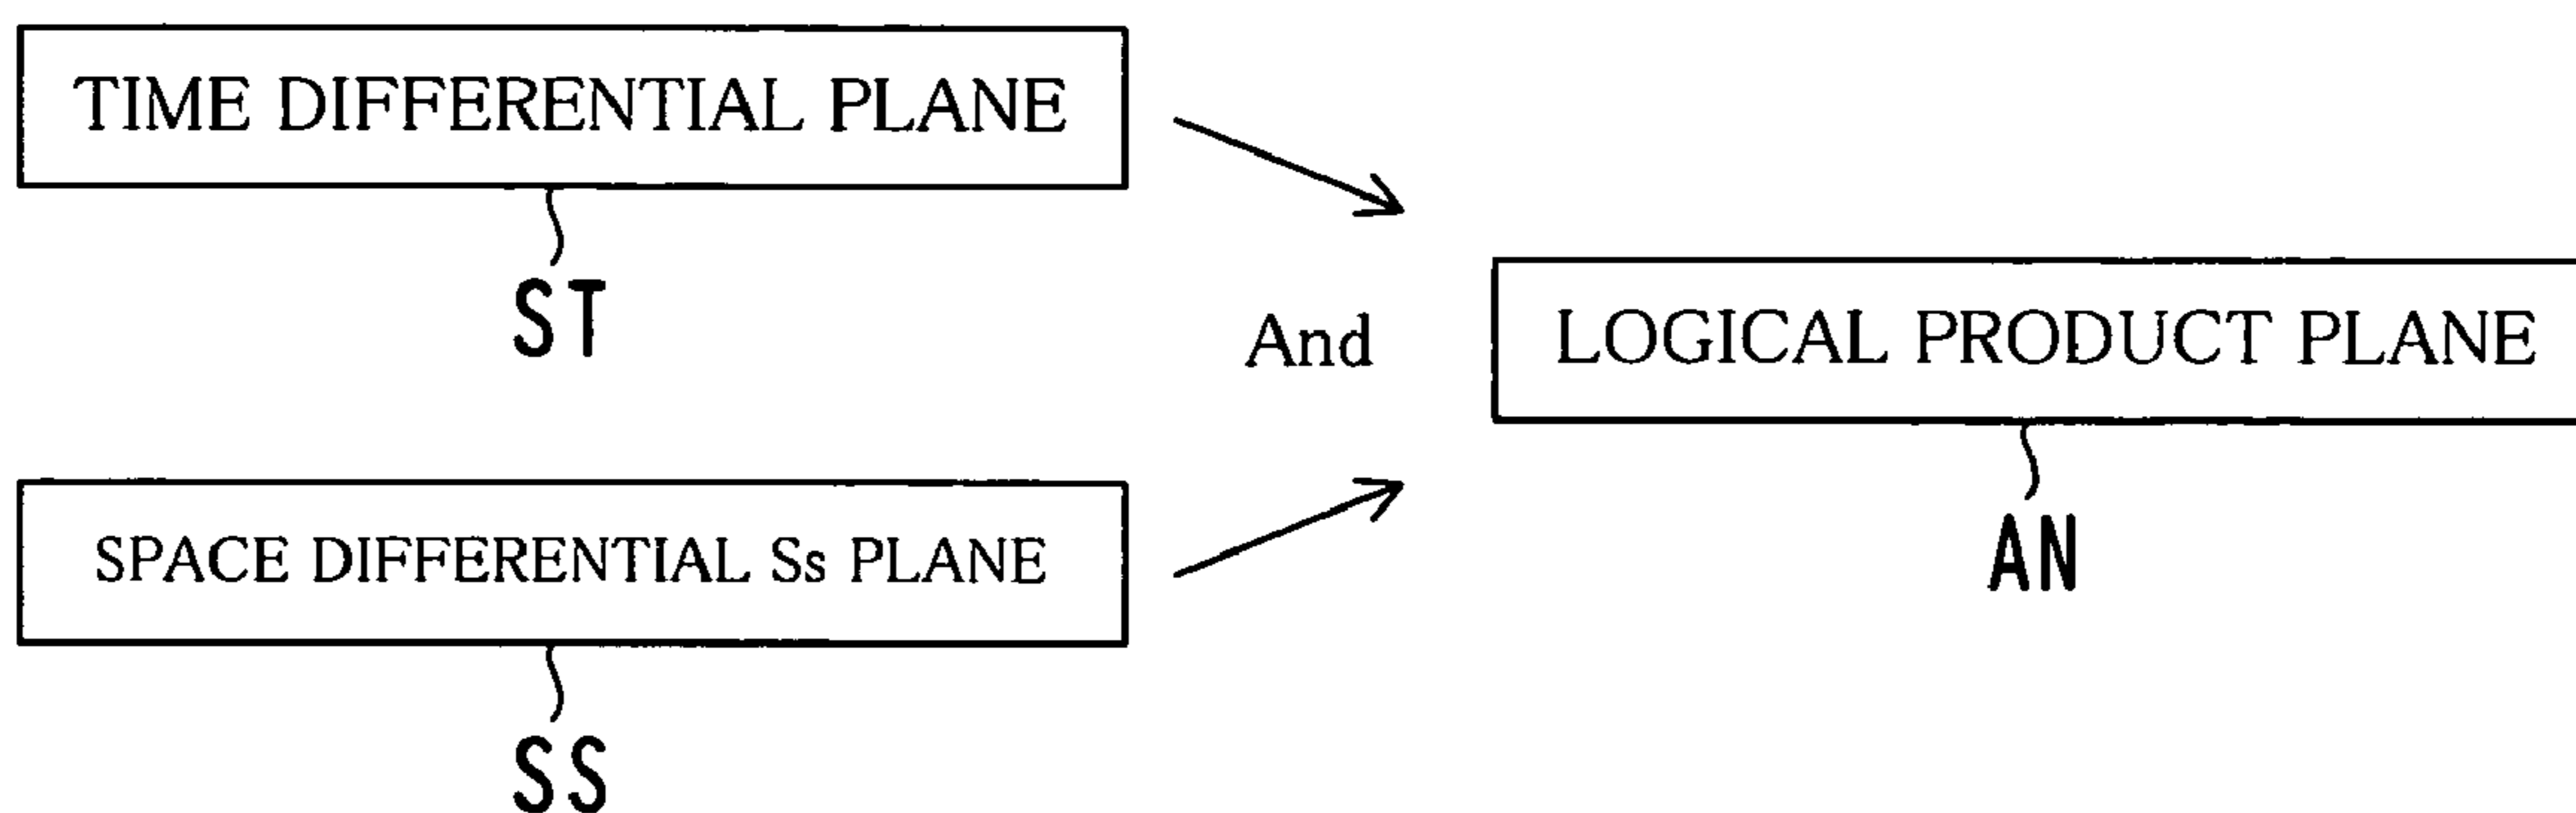 TIME DIFFERENTIAL PLANE
ST
And
LOGICAL PRODUCT PLANE
AN
SPACE DIFFERENTIAL Ss PLANE
SS